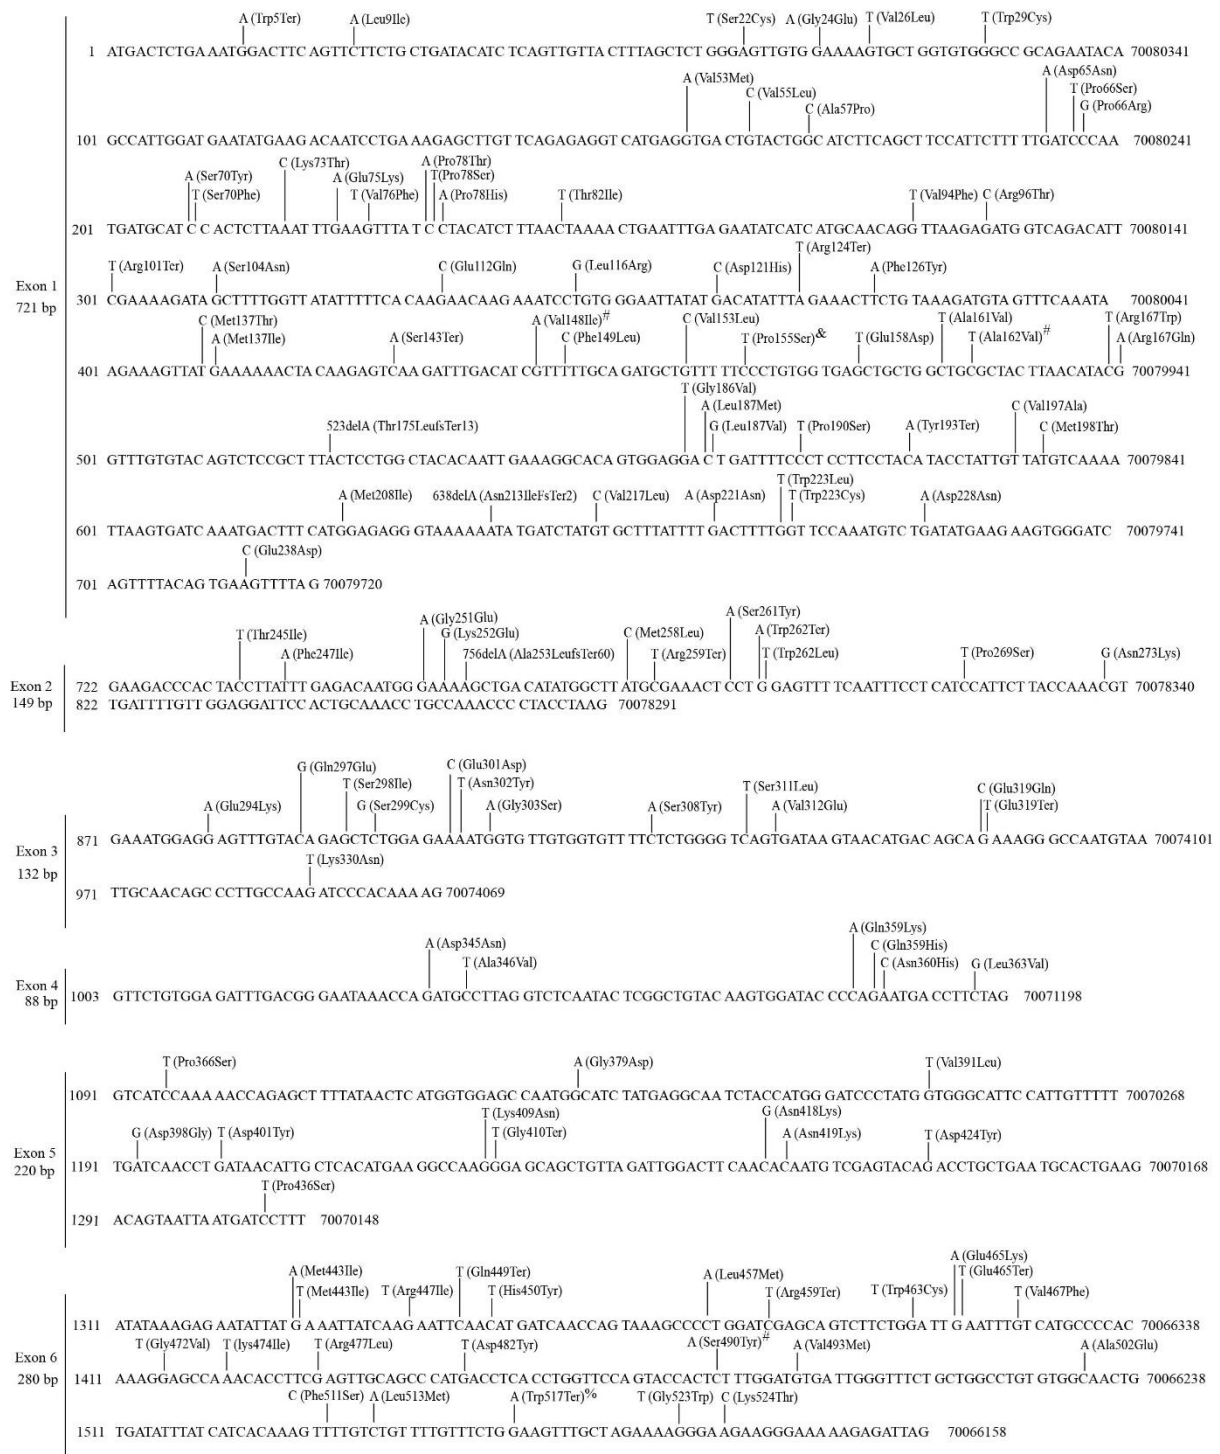 A (Trp5Ter) A (Leu9Ile) T (Ser22Cys) A (Gly24Glu) T (Val26Leu) T (Trp29Cys)
1 ATGACTCTGAAATGGACTTC AGTTCTTCTG CTGATACATC TCAGTTGTTA CTTTAGCTCT GGGAGTTGTG GAAAAGTGCT GGTGTGGGCC GCAGAATACA 70080341
A (Val53Met) C (Val55Leu) C (Ala57Pro) A (Asp65Asn) T (Pro66Ser) G (Pro66Arg)
101 GCCATTGGAT GAATATGAAG ACAATCCTGA AAGAGCTTGT TCAGAGAGGT CATGAGGTGA CTGTACTGGC ATCTTCAGCT TCCATTCTTT TTGATCCCAA 70080241
A (Ser70Tyr) T (Ser70Phe) C (Lys73Thr) A (Glu75Lys) T (Val76Phe) A (Pro78Thr) T (Pro78Ser) A (Pro78His) T (Thr82Ile) T (Val94Phe) C (Arg96Thr)
201 TGATGCAT C C ACTCTTAAAT TTGAAGTTTAT C CTACATCT TTAACTAAAA CTGAATTTGA GAATATCATC ATGCAACAGG TTAAGAGATG GTCAGACATT 70080141
Exon 1
721 bp
T (Arg101Ter) A (Ser104Asn) C (Glu112Gln) G (Leu116Arg) C (Asp121His) T (Arg124Ter) A (Phe126Tyr)
301 CGAAAAGATA GCTTTTGGTT ATATTTTTCA CAAGAACAAG AAATCCTGTG GGAATTATAT GACATATTTA GAAACTTCTG TAAAGATGTA GTTTCAAATA 70080041
C (Met137Thr) A (Met137Ile) A (Ser143Ter) A (Val148Ile)# C (Phe149Leu) C (Val153Leu) T (Pro155Ser)& T (Glu158Asp) T (Ala161Val) T (Ala162Val)# T (Arg167Trp) A (Arg167Gln)
401 AGAAAGTTAT GAAAAAACTA CAAGAGTCAA GATTTGACAT CGTTTTTGCA GATGCTGTTT TTCCCTGTGG TGAGCTGCTG GCTGCGCTAC TTAACATACG 70079941
523delA (Thr175LeufsTer13) T (Gly186Val) A (Leu187Met) G (Leu187Val) T (Pro190Ser) A (Tyr193Ter) C (Val197Ala) C (Met198Thr)
501 GTTTGTGTAC AGTCTCCGCT TTACTCCTGG CTACACAATT GAAAGGCACA GTGGAGGACT GATTTTCCCT CCTTCCTACA TACCTATTGT TATGTCAAAA 70079841
A (Met208Ile) 638delA (Asn213IleFsTer2) C (Val217Leu) A (Asp221Asn) T (Trp223Leu) T (Trp223Cys) A (Asp228Asn)
601 TTAAGTGATC AAATGACTTT CATGGAGAGG GTAAAAAATA TGATCTATGT GCTTTATTTT GACTTTTGGT TCCAAATGTC TGATATGAAG AAGTGGGATC 70079741
C (Glu238Asp)
701 AGTTTTACAG TGAAGTTTTA G 70079720
T (Thr245Ile) A (Phe247Ile) A (Gly251Glu) G (Lys252Glu) 756delA (Ala253LeufsTer60) C (Met258Leu) T (Arg259Ter) A (Ser261Tyr) A (Trp262Ter) T (Trp262Leu) T (Pro269Ser) G (Asn273Lys)
Exon 2
149 bp
722 GAAGACCCAC TACCTTATTT GAGACAATGG GAAAAGCTGA CATATGGCTT ATGCGAAACT CCTG GAGTTTT CAATTTCCT CATCCATTCT TACCAAACGT 70078340
822 TGATTTTGTT GGAGGATTCC ACTGCAAACC TGCCAAACCC CTACCTAAG 70078291
A (Glu294Lys) G (Gln297Glu) T (Ser298Ile) G (Ser299Cys) C (Glu301Asp) T (Asn302Tyr) A (Gly303Ser) A (Ser308Tyr) T (Ser311Leu) A (Val312Glu) C (Glu319Gln) T (Glu319Ter)
Exon 3
132 bp
871 GAAATGGAGG AGTTTGTACA GAGCTCTGGA GAAAATGGTG TTGTGGTGTT TTCTCTGGGG TCAGTGATAA GTAACATGAC AGCAGAAAGG GCCAATGTAA 70074101
T (Lys330Asn)
971 TTGCAACAGC CCTTGCCAAG ATCCCACAAA AG 70074069
A (Asp345Asn) T (Ala346Val) A (Gln359Lys) C (Gln359His) C (Asn360His) G (Leu363Val)
Exon 4
88 bp
1003 GTTCTGTGGA GATTTGACGG GAATAAACCA GATGCCTTAG GTCTCAATAC TCGGCTGTAC AAGTGGATAC CCCAGAATGACCTTCTAG 70071198
T (Pro366Ser) A (Gly379Asp) T (Val391Leu)
1091 GTCATCCAAA AACCAGAGCT TTTATAACTC ATGGTGGAGC CAATGGCATC TATGAGGCAA TCTACCATGG GATCCCTATG GTGGGCATTC CATTGTTTTT 70070268
Exon 5
220 bp
G (Asp398Gly) T (Asp401Tyr) T (Lys409Asn) T (Gly410Ter) G (Asn418Lys) A (Asn419Lys) T (Asp424Tyr)
1191 TGATCAACCT GATAACATTG CTCACATGAA GGCCAAGGGA GCAGCTGTTA GATTGGACTT CAACACAATG TCGAGTACAG ACCTGCTGAA TGCACTGAAG 70070168
T (Pro436Ser)
1291 ACAGTAATTA ATGATCCTTT 70070148
A (Met443Ile) T (Met443Ile) T (Arg447Ile) T (Gln449Ter) T (His450Tyr) A (Leu457Met) T (Arg459Ter) T (Trp463Cys) A (Glu465Lys) T (Glu465Ter) T (Val467Phe)
1311 ATATAAAGAG AATATTATG AAATTATCAAG AATTCAACAT GATCAACCAG TAAAGCCCCT GGATCGAGCA GTCTTCTGGA TTGAATTTGT CATGCCCCAC 70066338
Exon 6
280 bp
T (Gly472Val) T (lys474Ile) T (Arg477Leu) T (Asp482Tyr) A (Ser490Tyr)# A (Val493Met) A (Ala502Glu)
1411 AAAGGAGCCA AACACCTTCG AGTTGCAGCC CATGACCTCA CCTGGTTCCA GTACCACTCT TTGGATGTGA TTGGGTTTCT GCTGGCCTGT GTGGCAACTG 70066238
C (Phe511Ser) A (Leu513Met) A (Trp517Ter)% T (Gly523Trp) C (Lys524Thr)
1511 TGATATTTAT CATCACAAAG TTTTGTCTGT TTTGTTTCTG GAAGTTTGCT AGAAAAGGGA AGAAGGGAAA AAGAGATTAG 70066158